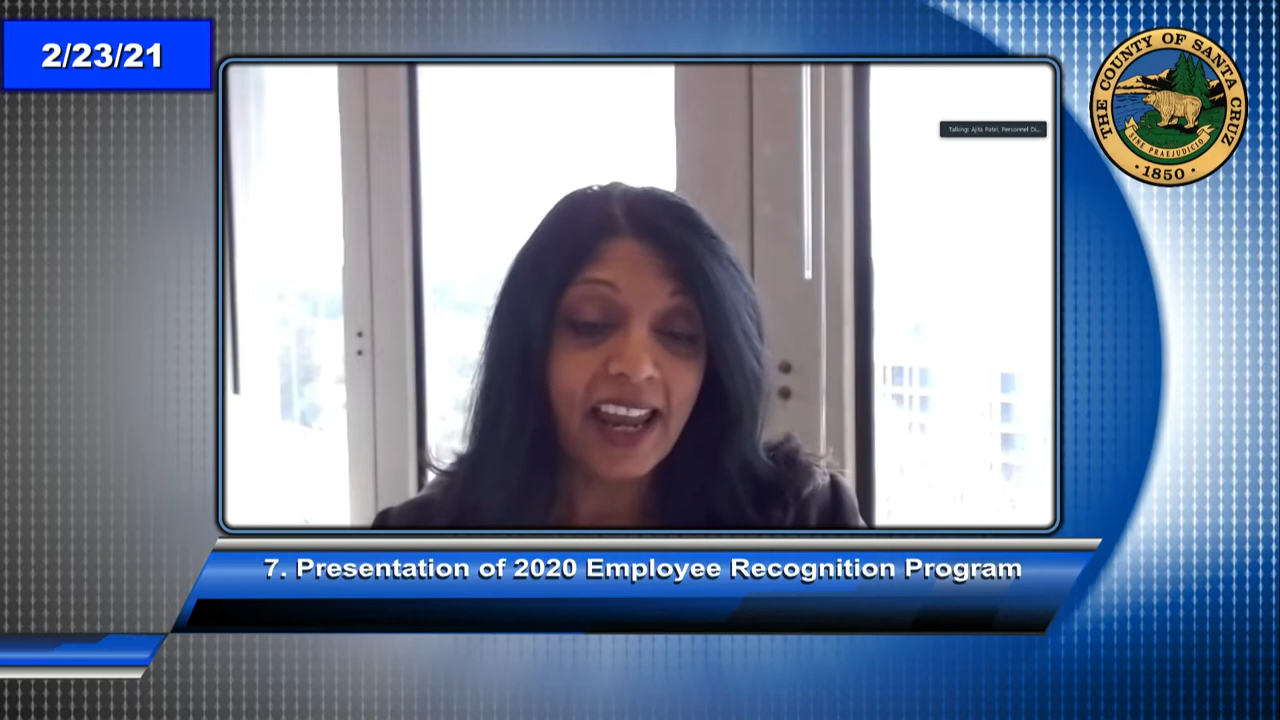 2/23/21
Talking: Ajita Patel, Personnel Di...
THE COUNTY OF SANTA CRUZ
SINE PRAEJUDICIO
• 1850 •
7. Presentation of 2020 Employee Recognition Program